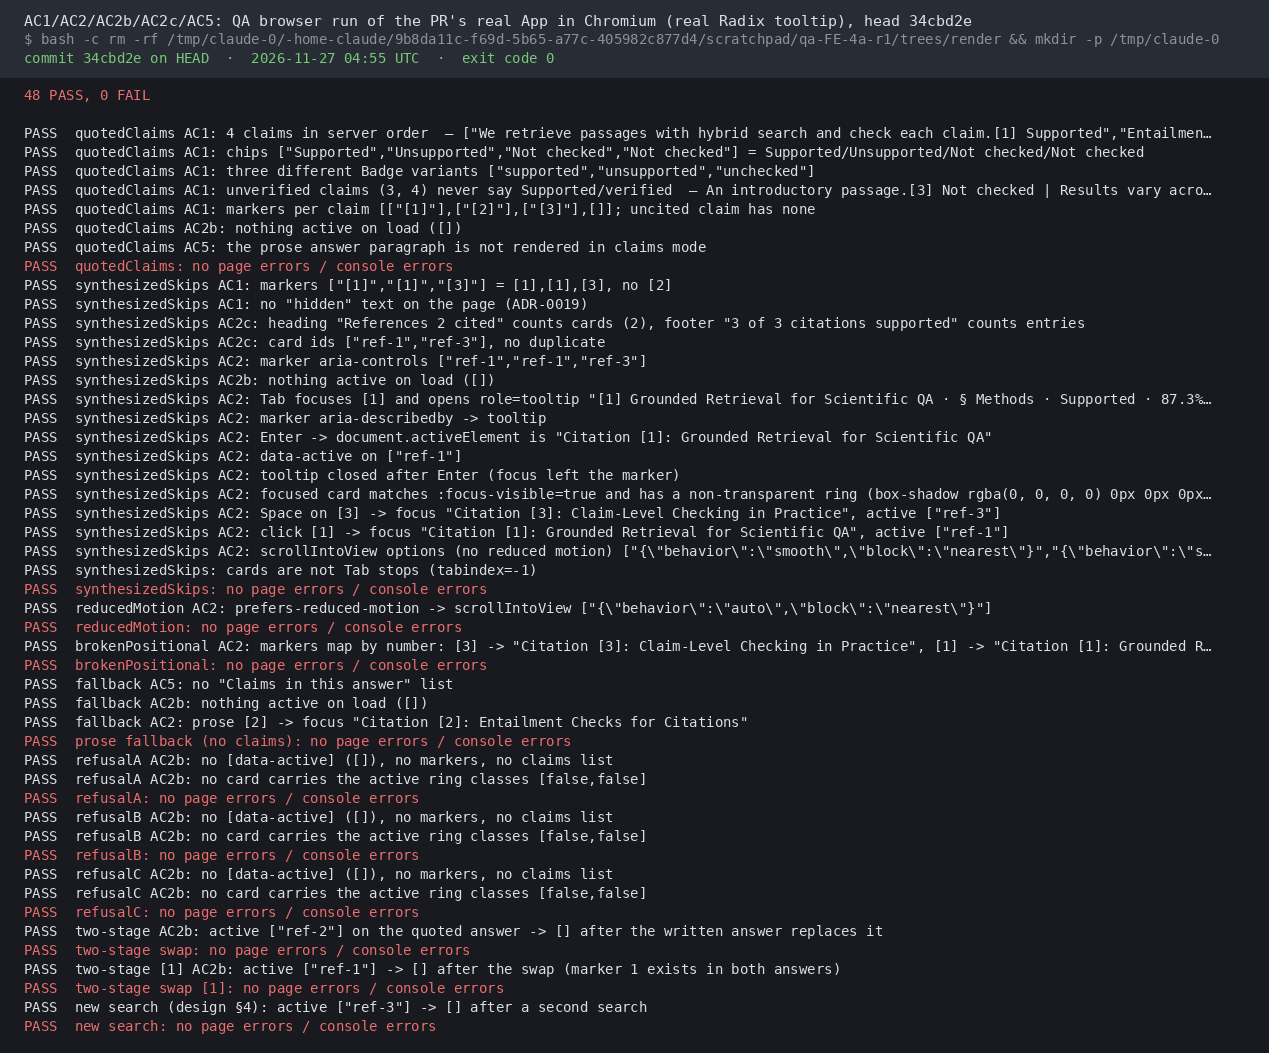 AC1/AC2/AC2b/AC2c/AC5: QA browser run of the PR's real App in Chromium (real Radix tooltip), head 34cbd2e
$ bash -c rm -rf /tmp/claude-0/-home-claude/9b8da11c-f69d-5b65-a77c-405982c877d4/scratchpad/qa-FE-4a-r1/trees/render && mkdir -p /tmp/claude-0
commit 34cbd2e on HEAD · 2026-11-27 04:55 UTC · exit code 0
48 PASS, 0 FAIL
PASS  quotedClaims AC1: 4 claims in server order  — ["We retrieve passages with hybrid search and check each claim.[1] Supported","Entailmen…
PASS  quotedClaims AC1: chips ["Supported","Unsupported","Not checked","Not checked"] = Supported/Unsupported/Not checked/Not checked
PASS  quotedClaims AC1: three different Badge variants ["supported","unsupported","unchecked"]
PASS  quotedClaims AC1: unverified claims (3, 4) never say Supported/verified  — An introductory passage.[3] Not checked | Results vary acro…
PASS  quotedClaims AC1: markers per claim [["[1]"],["[2]"],["[3]"],[]]; uncited claim has none
PASS  quotedClaims AC2b: nothing active on load ([])
PASS  quotedClaims AC5: the prose answer paragraph is not rendered in claims mode
PASS  quotedClaims: no page errors / console errors
PASS  synthesizedSkips AC1: markers ["[1]","[1]","[3]"] = [1],[1],[3], no [2]
PASS  synthesizedSkips AC1: no "hidden" text on the page (ADR-0019)
PASS  synthesizedSkips AC2c: heading "References 2 cited" counts cards (2), footer "3 of 3 citations supported" counts entries
PASS  synthesizedSkips AC2c: card ids ["ref-1","ref-3"], no duplicate
PASS  synthesizedSkips AC2: marker aria-controls ["ref-1","ref-1","ref-3"]
PASS  synthesizedSkips AC2b: nothing active on load ([])
PASS  synthesizedSkips AC2: Tab focuses [1] and opens role=tooltip "[1] Grounded Retrieval for Scientific QA · § Methods · Supported · 87.3%…
PASS  synthesizedSkips AC2: marker aria-describedby -> tooltip
PASS  synthesizedSkips AC2: Enter -> document.activeElement is "Citation [1]: Grounded Retrieval for Scientific QA"
PASS  synthesizedSkips AC2: data-active on ["ref-1"]
PASS  synthesizedSkips AC2: tooltip closed after Enter (focus left the marker)
PASS  synthesizedSkips AC2: focused card matches :focus-visible=true and has a non-transparent ring (box-shadow rgba(0, 0, 0, 0) 0px 0px 0px…
PASS  synthesizedSkips AC2: Space on [3] -> focus "Citation [3]: Claim-Level Checking in Practice", active ["ref-3"]
PASS  synthesizedSkips AC2: click [1] -> focus "Citation [1]: Grounded Retrieval for Scientific QA", active ["ref-1"]
PASS  synthesizedSkips AC2: scrollIntoView options (no reduced motion) ["{\"behavior\":\"smooth\",\"block\":\"nearest\"}","{\"behavior\":\"s…
PASS  synthesizedSkips: cards are not Tab stops (tabindex=-1)
PASS  synthesizedSkips: no page errors / console errors
PASS  reducedMotion AC2: prefers-reduced-motion -> scrollIntoView ["{\"behavior\":\"auto\",\"block\":\"nearest\"}"]
PASS  reducedMotion: no page errors / console errors
PASS  brokenPositional AC2: markers map by number: [3] -> "Citation [3]: Claim-Level Checking in Practice", [1] -> "Citation [1]: Grounded R…
PASS  brokenPositional: no page errors / console errors
PASS  fallback AC5: no "Claims in this answer" list
PASS  fallback AC2b: nothing active on load ([])
PASS  fallback AC2: prose [2] -> focus "Citation [2]: Entailment Checks for Citations"
PASS  prose fallback (no claims): no page errors / console errors
PASS  refusalA AC2b: no [data-active] ([]), no markers, no claims list
PASS  refusalA AC2b: no card carries the active ring classes [false,false]
PASS  refusalA: no page errors / console errors
PASS  refusalB AC2b: no [data-active] ([]), no markers, no claims list
PASS  refusalB AC2b: no card carries the active ring classes [false,false]
PASS  refusalB: no page errors / console errors
PASS  refusalC AC2b: no [data-active] ([]), no markers, no claims list
PASS  refusalC AC2b: no card carries the active ring classes [false,false]
PASS  refusalC: no page errors / console errors
PASS  two-stage AC2b: active ["ref-2"] on the quoted answer -> [] after the written answer replaces it
PASS  two-stage swap: no page errors / console errors
PASS  two-stage [1] AC2b: active ["ref-1"] -> [] after the swap (marker 1 exists in both answers)
PASS  two-stage swap [1]: no page errors / console errors
PASS  new search (design §4): active ["ref-3"] -> [] after a second search
PASS  new search: no page errors / console errors